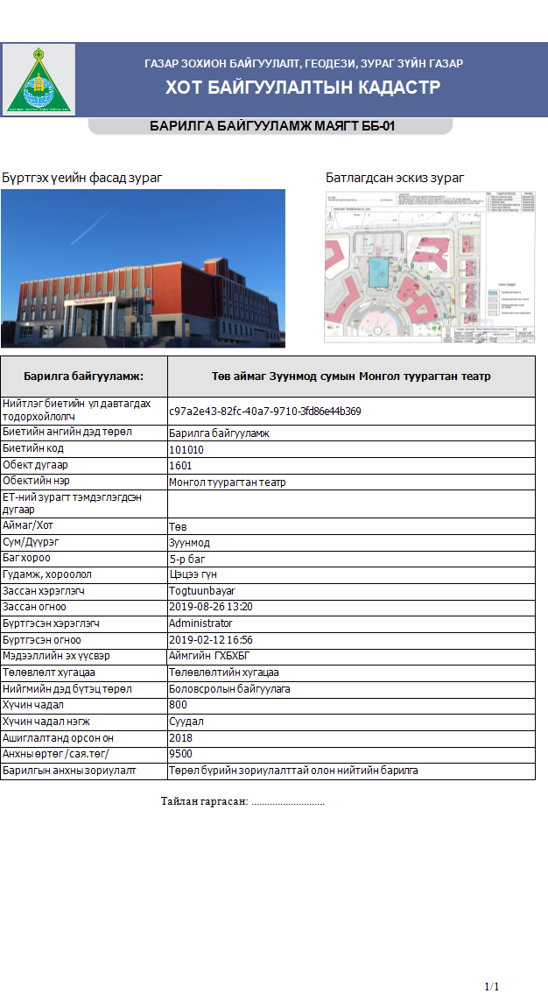 ГАЗАР ЗОХИОН БАЙГУУЛАЛТ, ГЕОДЕЗИ, ЗУРАГ ЗҮЙН ГАЗАР
ХОТ БАЙГУУЛАЛТЫН КАДАСТР
БАРИЛГА БАЙГУУЛАМЖ МАЯГТ ББ-01
Бүртгэх үеийн фасад зураг
Батлагдсан эскиз зураг
Барилга байгууламж: Төв аймаг Зуунмод сумын Монгол туурагтан театр
Нийтлэг биетийн үл давтагдах
тодорхойлолгч c97a2e43-82fc-40a7-9710-3fd86e44b369
Биетийн ангийн дэд төрөл Барилга байгууламж
Биетийн код 101010
Обект дугаар 1601
Обектийн нэр Монгол туурагтан театр
ЕТ-ний зурагт тэмдэглэгдсэн
дугаар
Аймаг/Хот Төв
Сум/Дүүрэг Зуунмод
Баг хороо 5-р баг
Гудамж, хороолол Цэцээ гүн
Зассан хэрэглэгч Togtuunbayar
Зассан огноо 2019-08-26 13:20
Бүртгэсэн хэрэглэгч Administrator
Бүртгэсэн огноо 2019-02-12 16:56
Мэдээллийн эх үүсвэр Аймгийн ГХБХБГ
Төлөвлөлт хугацаа Төлөвлөлтийн хугацаа
Нийгмийн дэд бүтэц төрөл Боловсролын байгуулага
Хүчин чадал 800
Хүчин чадал нэгж Суудал
Ашиглалтанд орсон он 2018
Анхны өртөг /сая.төг/ 9500
Барилгын анхны зориулалт Төрөл бүрийн зориулалттай олон нийтийн барилга
Тайлан гаргасан: ............................
1/1